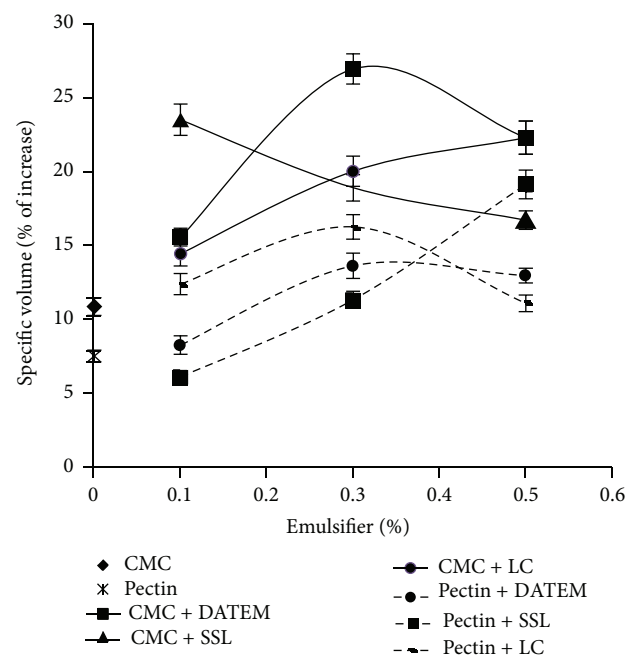 30
25
20
15
10
5
0
Specific volume (% of increase)
0 0.1 0.2 0.3 0.4 0.5 0.6
Emulsifier (%)
CMC
Pectin
CMC + DATEM
CMC + SSL
CMC + LC
Pectin + DATEM
Pectin + SSL
Pectin + LC